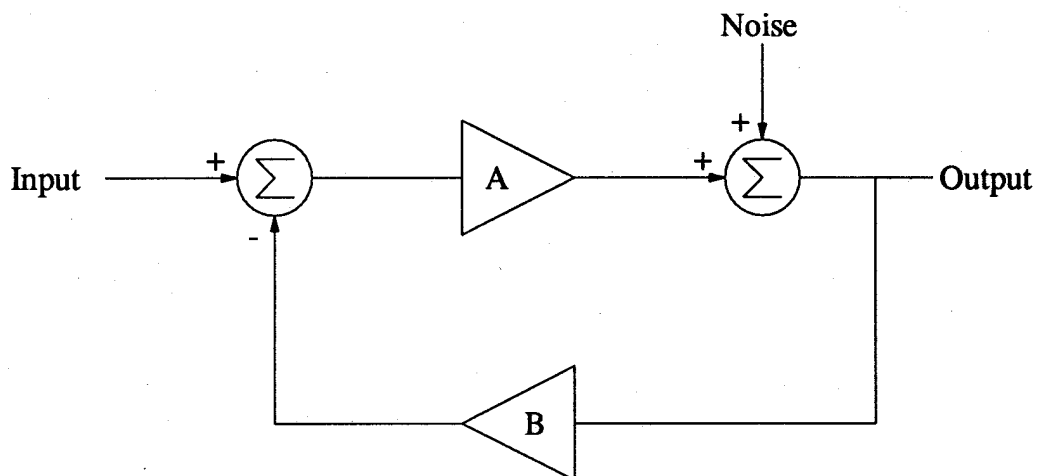 Noise
+
Input
+
Σ
A
+
Σ
Output
-
B